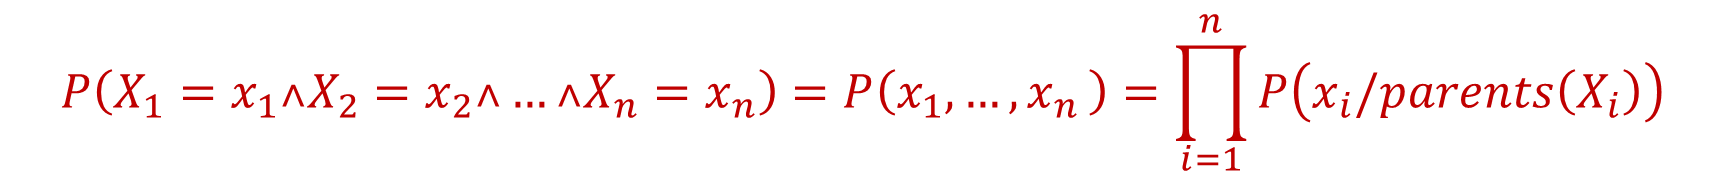 P(X₁ = x₁∧X₂ = x₂∧ … ∧Xₙ = xₙ) = P(x₁, … , xₙ ) = ∏ᵢ₌₁ⁿ P(xᵢ/parents(Xᵢ))